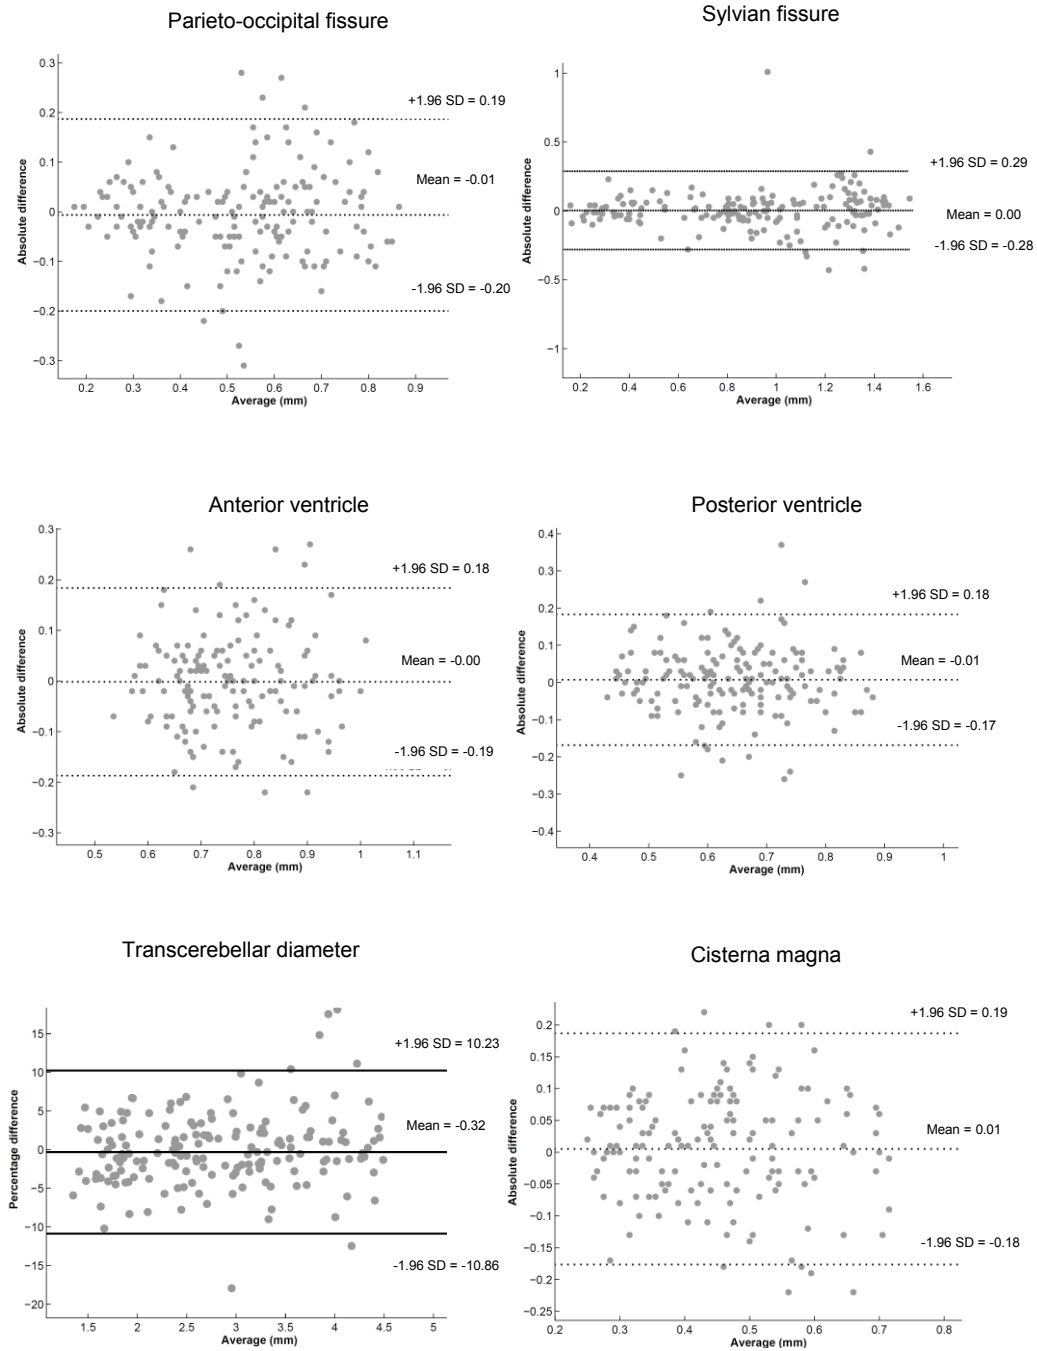 Parieto-occipital fissure
0.3
0.2
0.1
0
−0.1
−0.2
−0.3
Absolute difference
+1.96 SD = 0.19
Mean = -0.01
-1.96 SD = -0.20
0.2 0.3 0.4 0.5 0.6 0.7 0.8 0.9
Average (mm)
Sylvian fissure
1
0.5
0
−0.5
−1
Absolute difference
+1.96 SD = 0.29
Mean = 0.00
-1.96 SD = -0.28
0.2 0.4 0.6 0.8 1 1.2 1.4 1.6
Average (mm)
Anterior ventricle
0.3
0.2
0.1
0
−0.1
−0.2
−0.3
Absolute difference
+1.96 SD = 0.18
Mean = -0.00
-1.96 SD = -0.19
0.5 0.6 0.7 0.8 0.9 1 1.1
Average (mm)
Posterior ventricle
0.4
0.3
0.2
0.1
0
−0.1
−0.2
−0.3
−0.4
Absolute difference
+1.96 SD = 0.18
Mean = -0.01
-1.96 SD = -0.17
0.4 0.5 0.6 0.7 0.8 0.9 1
Average (mm)
Transcerebellar diameter
15
10
5
0
−5
−10
−15
−20
Percentage difference
+1.96 SD = 10.23
Mean = -0.32
-1.96 SD = -10.86
1.5 2 2.5 3 3.5 4 4.5 5
Average (mm)
Cisterna magna
0.2
0.15
0.1
0.05
0
−0.05
−0.1
−0.15
−0.2
−0.25
Absolute difference
+1.96 SD = 0.19
Mean = 0.01
-1.96 SD = -0.18
0.2 0.3 0.4 0.5 0.6 0.7 0.8
Average (mm)